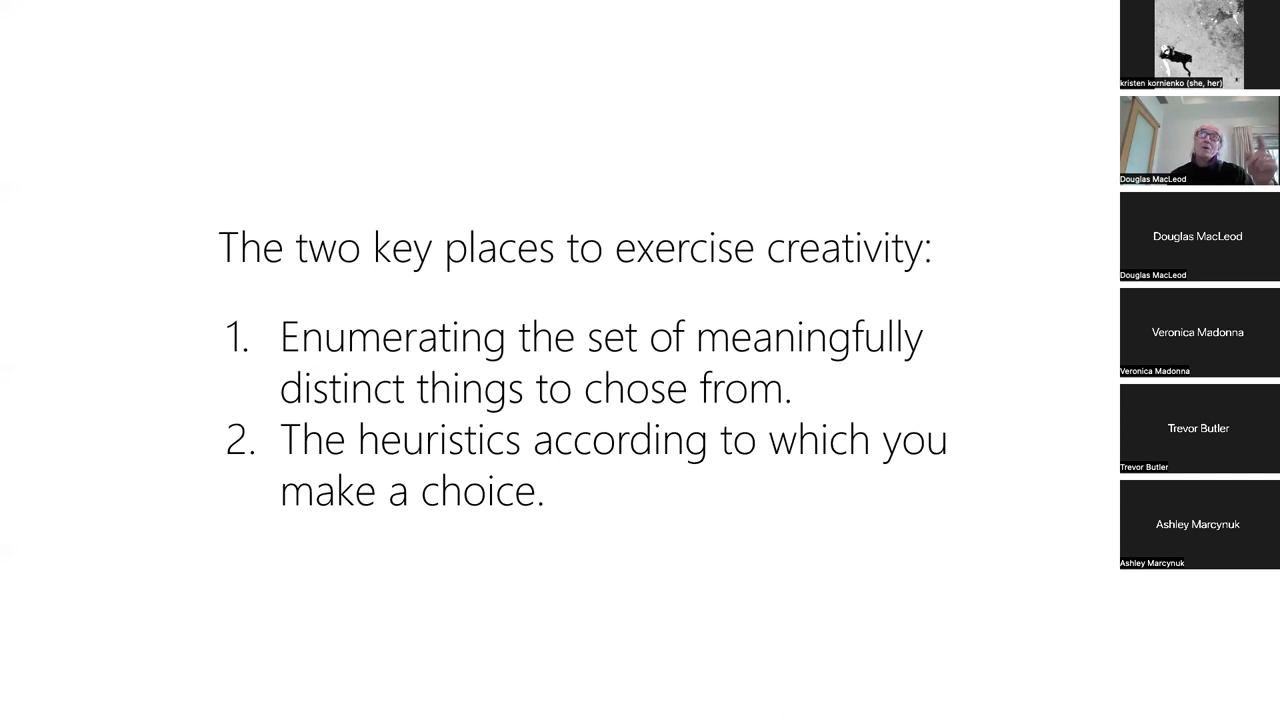 The two key places to exercise creativity:
1. Enumerating the set of meaningfully
distinct things to chose from.
2. The heuristics according to which you
make a choice.
kristen kornienko (she, her)
Douglas MacLeod
Douglas MacLeod
Douglas MacLeod
Veronica Madonna
Veronica Madonna
Trevor Butler
Trevor Butler
Ashley Marcynuk
Ashley Marcynuk